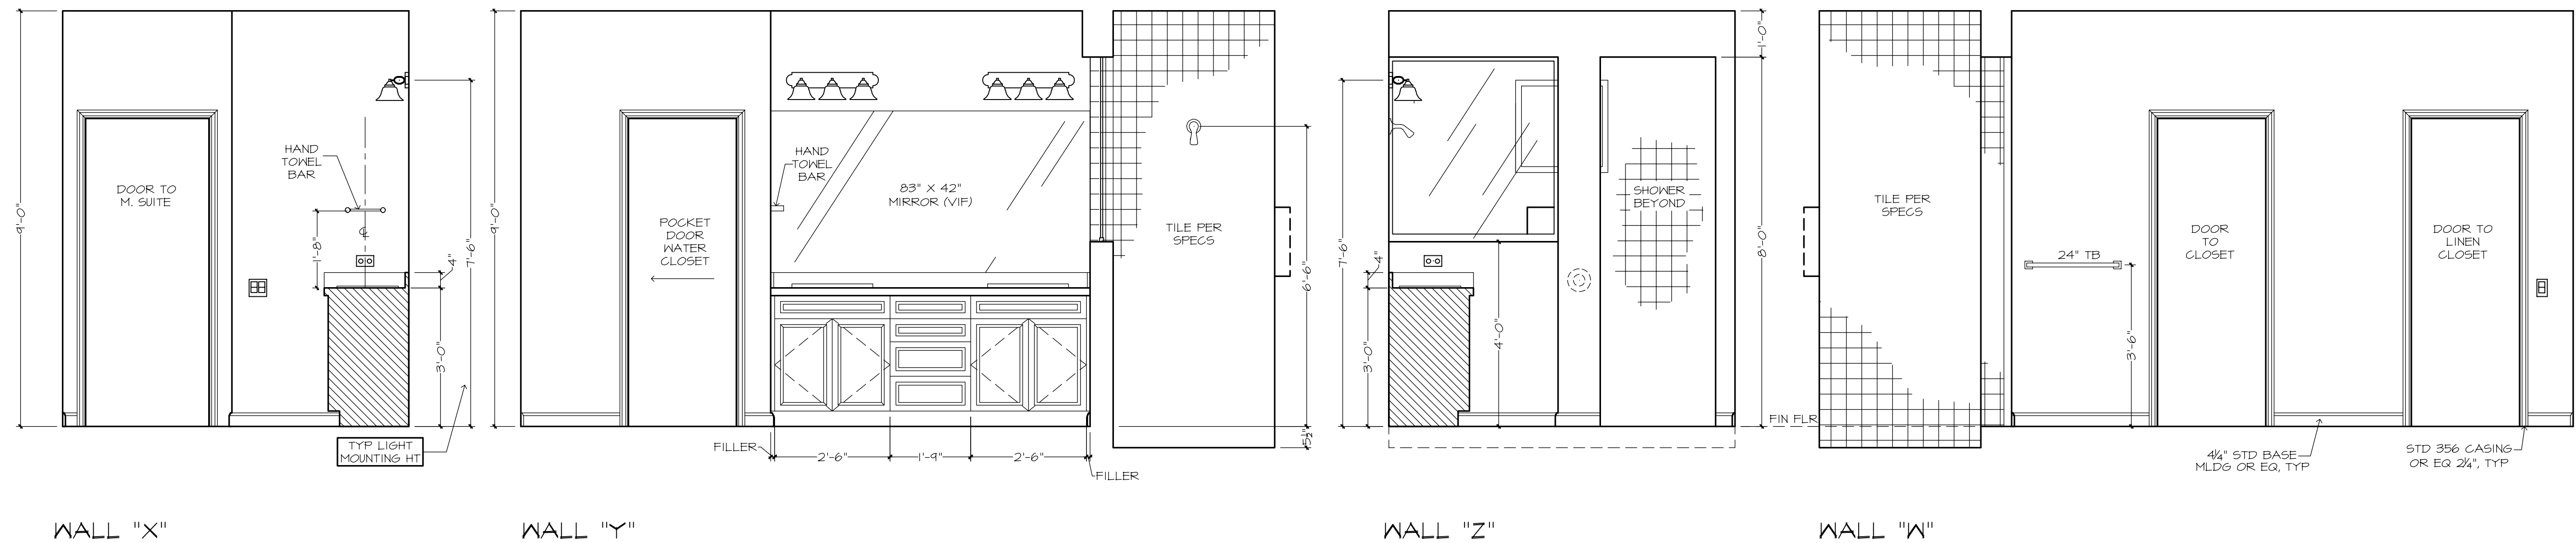 9'-0"
DOOR TO
M. SUITE
HAND
TOWEL
BAR
1'-8"
℄
4"
7'-6"
3'-0"
TYP LIGHT
MOUNTING HT
WALL "X"
9'-0"
POCKET
DOOR
WATER
CLOSET
HAND
TOWEL
BAR
83" X 42"
MIRROR (VIF)
TILE PER
SPECS
6'-6"
5½"
FILLER
2'-6"
1'-9"
2'-6"
FILLER
WALL "Y"
7'-6"
4"
3'-0"
4'-0"
SHOWER
BEYOND
1'-0"
8'-0"
WALL "Z"
FIN FLR
TILE PER
SPECS
24" TB
3'-6"
DOOR
TO
CLOSET
DOOR TO
LINEN
CLOSET
4¼" STD BASE
MLDG OR EQ, TYP
STD 356 CASING
OR EQ 2¼", TYP
WALL "W"